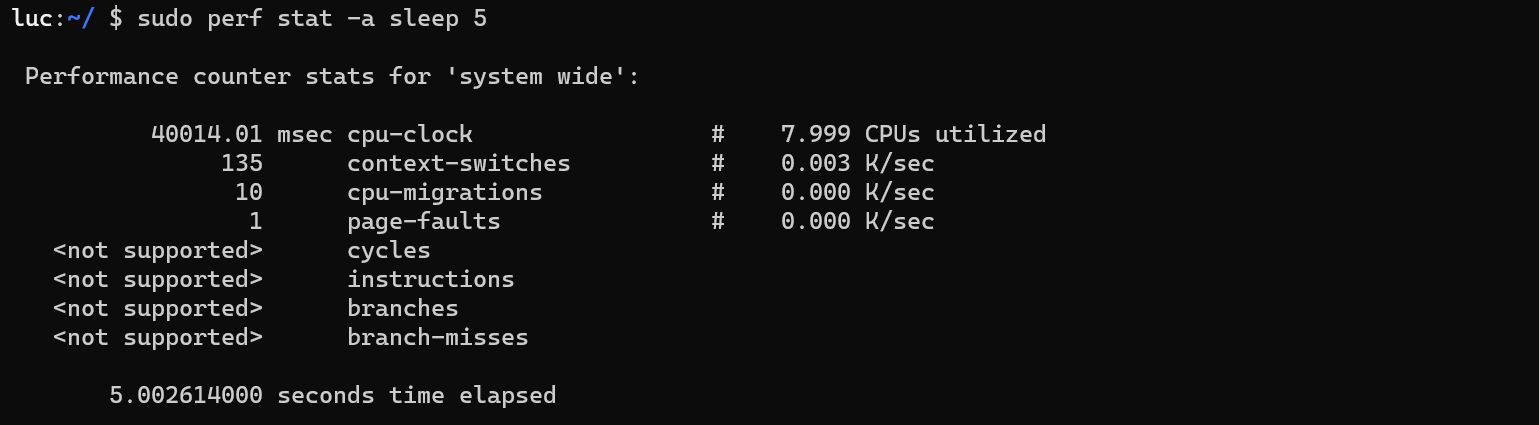 luc:~/ $ sudo perf stat -a sleep 5
Performance counter stats for 'system wide':
40014.01 msec cpu-clock # 7.999 CPUs utilized
135 context-switches # 0.003 K/sec
10 cpu-migrations # 0.000 K/sec
1 page-faults # 0.000 K/sec
<not supported> cycles
<not supported> instructions
<not supported> branches
<not supported> branch-misses
5.002614000 seconds time elapsed